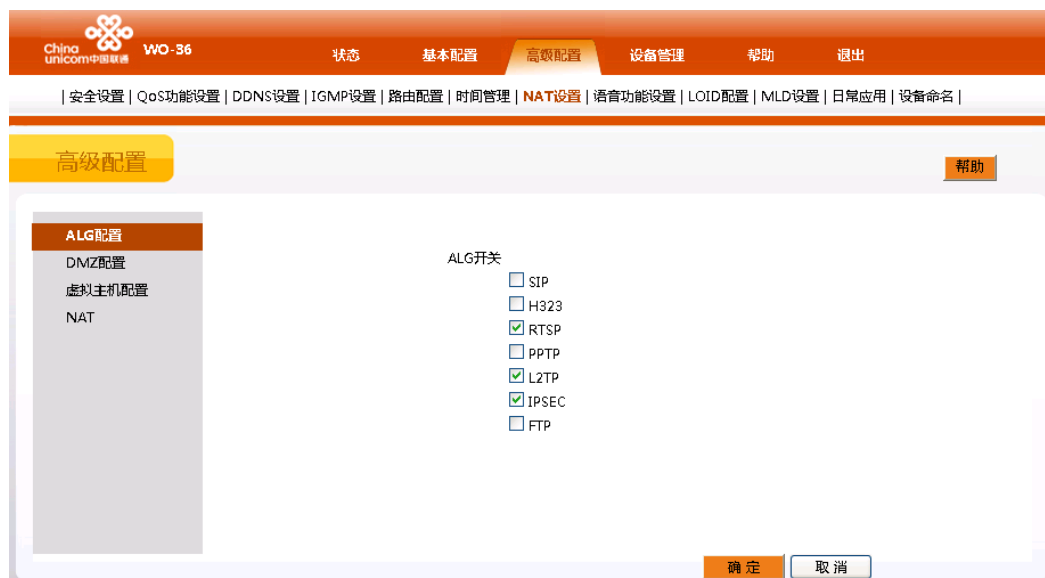 China
unicom中国联通
WO-36
状态 基本配置 高级配置 设备管理 帮助 退出
| 安全设置 | QoS功能设置 | DDNS设置 | IGMP设置 | 路由配置 | 时间管理 | NAT设置 | 语音功能设置 | LOID配置 | MLD设置 | 日常应用 | 设备命名 |
高级配置
帮助
ALG配置
DMZ配置
虚拟主机配置
NAT
ALG开关
SIP
H323
RTSP
PPTP
L2TP
IPSEC
FTP
确定 取消